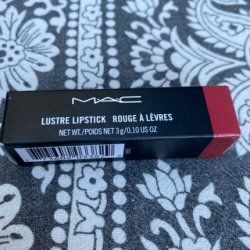 MAC
LUSTRE LIPSTICK ROUGE À LÈVRES
NET WT./POIDS NET 3 g/0.10 US OZ